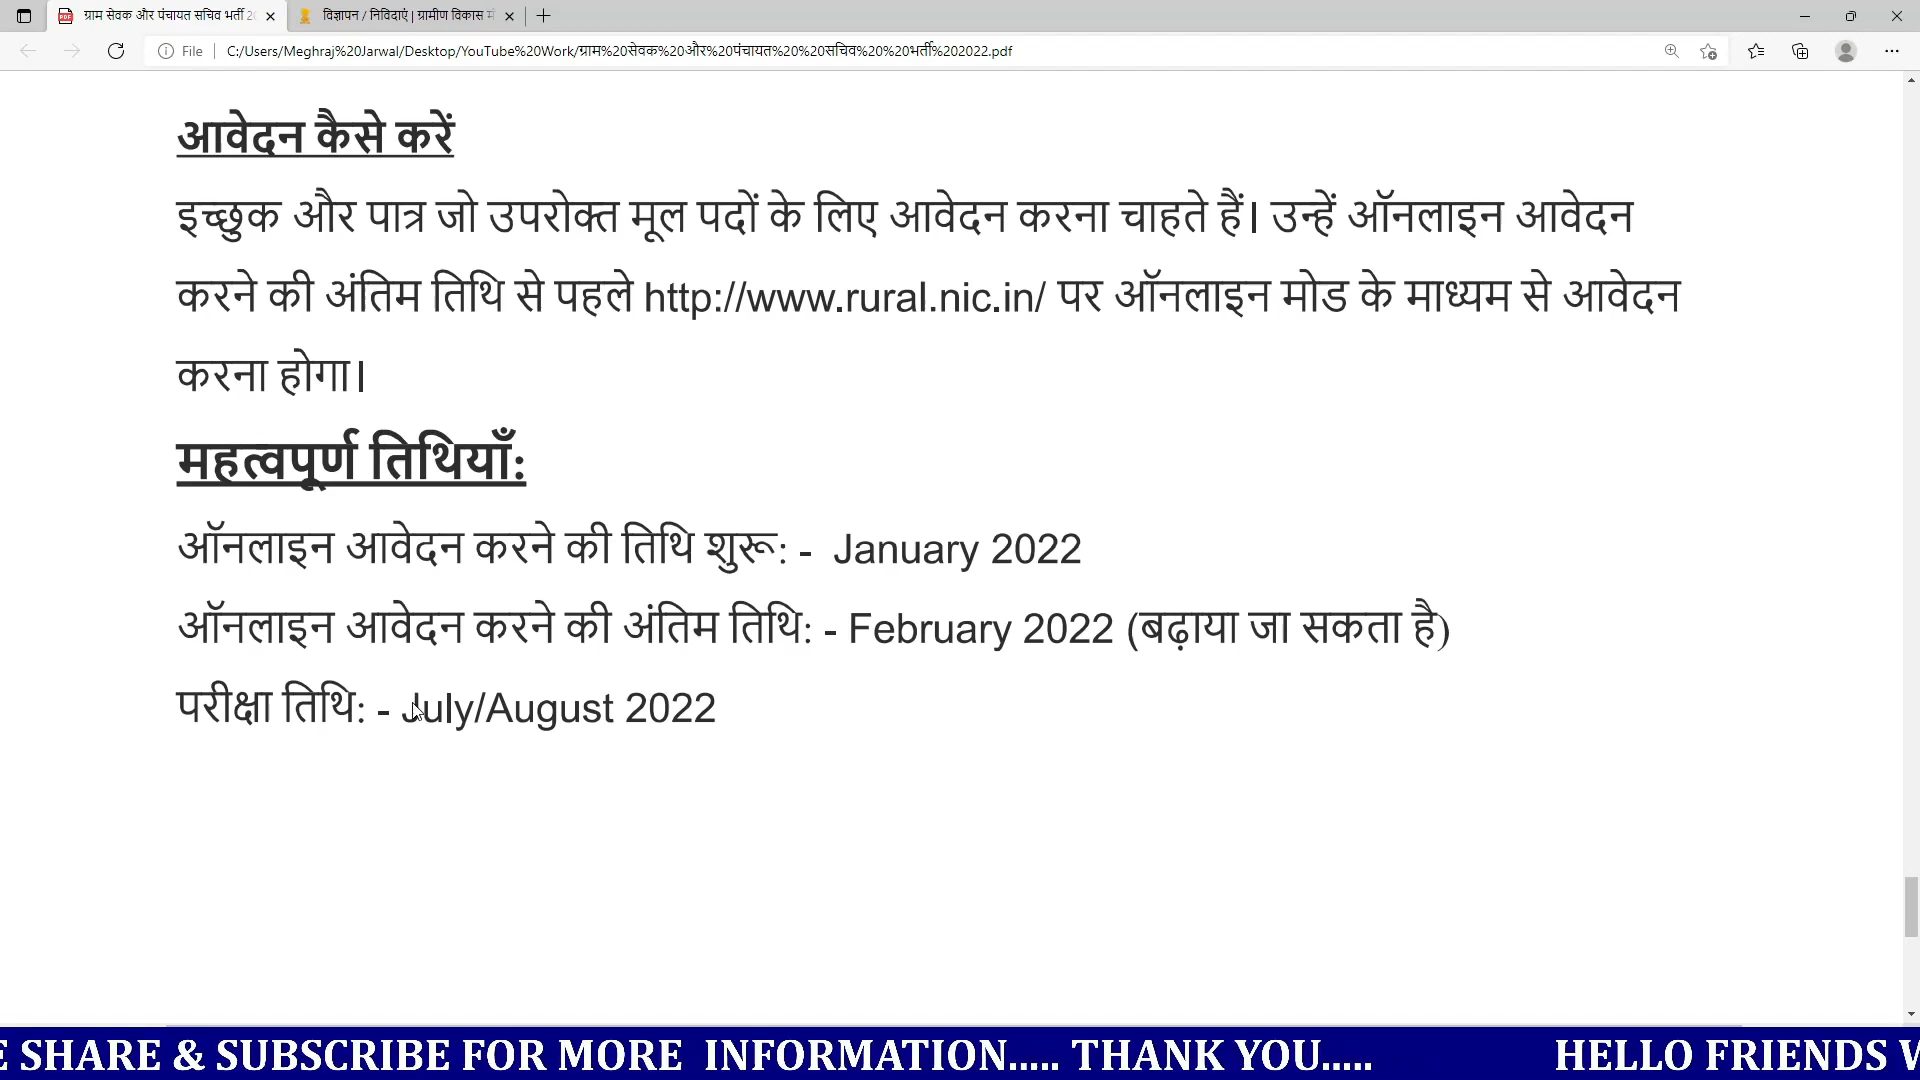 ग्राम सेवक और पंचायत सचिव भर्ती
विज्ञापन / निविदाएं | ग्रामीण विकास
File
C:/Users/Meghraj%20Jarwal/Desktop/YouTube%20Work/ग्राम%20सेवक%20और%20पंचायत%20%20सचिव%20%20भर्ती%202022.pdf
आवेदन कैसे करें
इच्छुक और पात्र जो उपरोक्त मूल पदों के लिए आवेदन करना चाहते हैं। उन्हें ऑनलाइन आवेदन
करने की अंतिम तिथि से पहले http://www.rural.nic.in/ पर ऑनलाइन मोड के माध्यम से आवेदन
करना होगा।
महत्वपूर्ण तिथियाँ:
ऑनलाइन आवेदन करने की तिथि शुरू: - January 2022
ऑनलाइन आवेदन करने की अंतिम तिथि: - February 2022 (बढ़ाया जा सकता है)
परीक्षा तिथि: - July/August 2022
E SHARE & SUBSCRIBE FOR MORE INFORMATION..... THANK YOU..... HELLO FRIENDS W